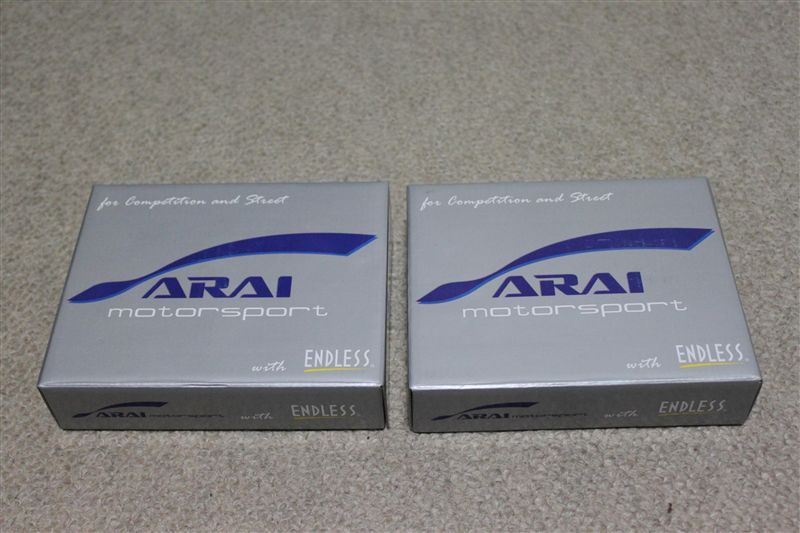 for Competition and Street
ARAI
motorsport
with ENDLESS
ARAI motorsport with ENDLESS
for Competition and Street
ARAI
motorsport
with ENDLESS
ARAI motorsport with ENDLESS